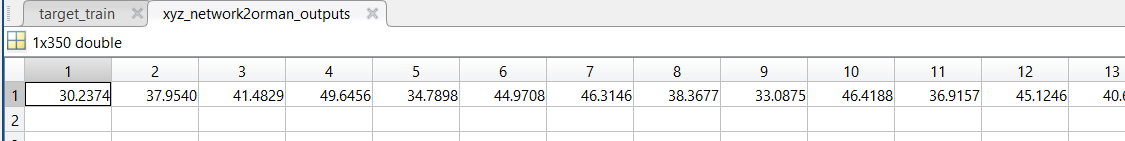 target_train xyz_network2orman_outputs
1x350 double
1 2 3 4 5 6 7 8 9 10 11 12 13
1 30.2374 37.9540 41.4829 49.6456 34.7898 44.9708 46.3146 38.3677 33.0875 46.4188 36.9157 45.1246 40.6
2